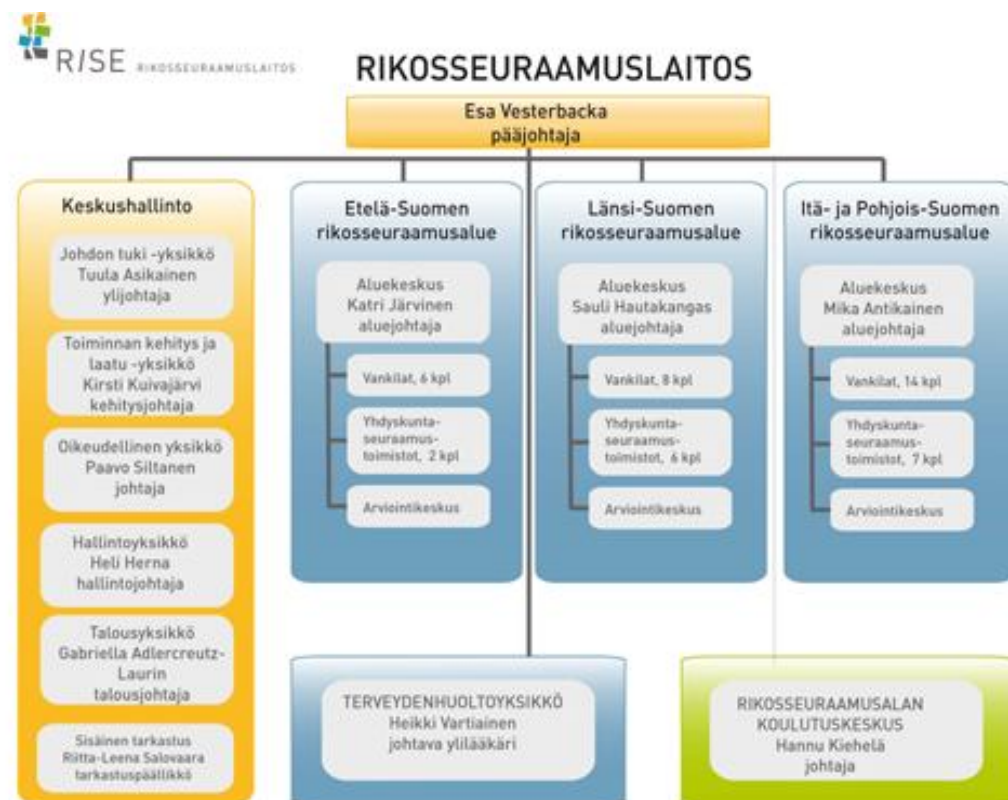 RISE RIKOSSEURAAMUSLAITOS
RIKOSSEURAAMUSLAITOS
Esa Vesterbacka
pääjohtaja
Keskushallinto
Johdon tuki -yksikkö
Tuula Asikainen
ylijohtaja
Toiminnan kehitys ja
laatu -yksikkö
Kirsti Kuivajärvi
kehitysjohtaja
Oikeudellinen yksikkö
Paavo Siltanen
johtaja
Hallintoyksikkö
Heli Herna
hallintojohtaja
Talousyksikkö
Gabriella Adlercreutz-
Laurin
talousjohtaja
Sisäinen tarkastus
Riitta-Leena Salovaara
tarkastuspäällikkö
Etelä-Suomen
rikosseuraamusalue
Aluekeskus
Katri Järvinen
aluejohtaja
Vankilat, 6 kpl
Yhdyskunta-
seuraamus-
toimistot, 2 kpl
Arviointikeskus
Länsi-Suomen
rikosseuraamusalue
Aluekeskus
Sauli Hautakangas
aluejohtaja
Vankilat, 8 kpl
Yhdyskunta-
seuraamus-
toimistot, 6 kpl
Arviointikeskus
Itä- ja Pohjois-Suomen
rikosseuraamusalue
Aluekeskus
Mika Antikainen
aluejohtaja
Vankilat, 14 kpl
Yhdyskunta-
seuraamus-
toimistot, 7 kpl
Arviointikeskus
TERVEYDENHUOLTOYKSIKKÖ
Heikki Vartiainen
johtava ylilääkäri
RIKOSSEURAAMUSALAN
KOULUTUSKESKUS
Hannu Kiehelä
johtaja